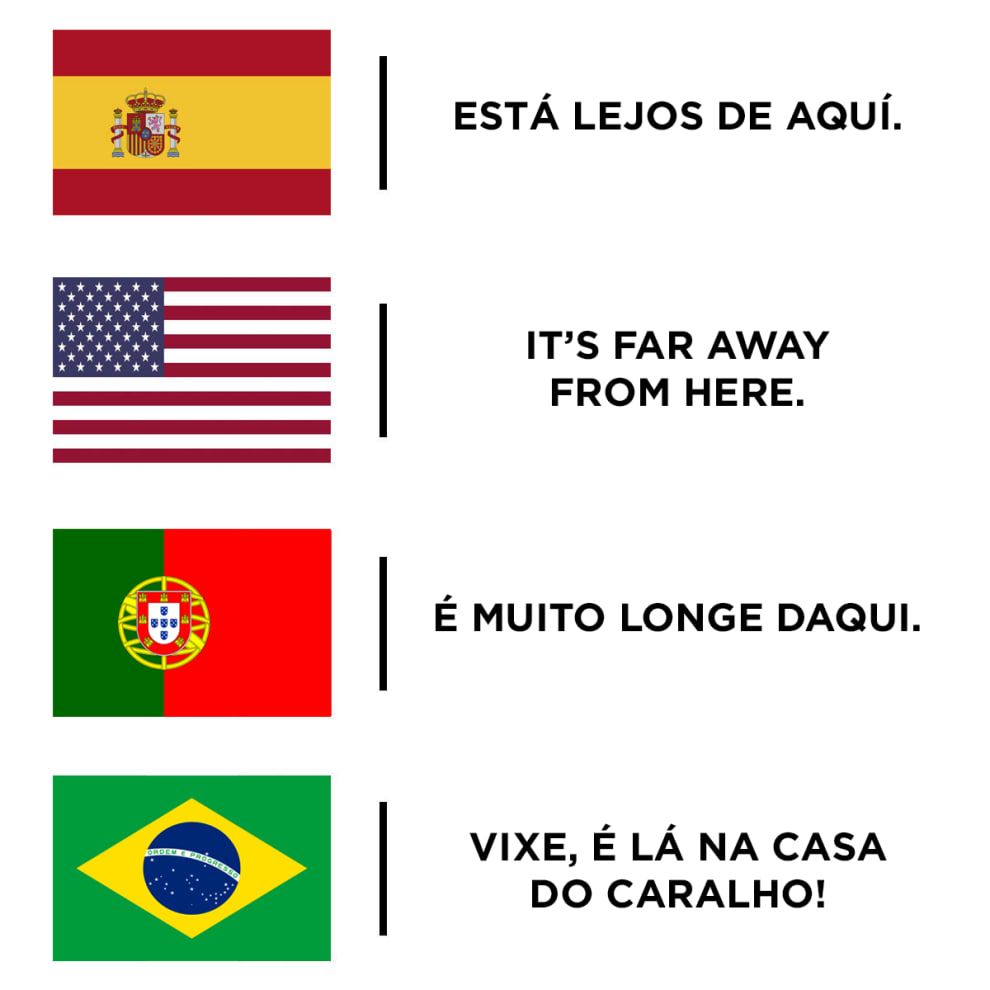 ESTÁ LEJOS DE AQUÍ.
IT’S FAR AWAY
FROM HERE.
É MUITO LONGE DAQUI.
ORDEM E PROGRESSO
VIXE, É LÁ NA CASA
DO CARALHO!